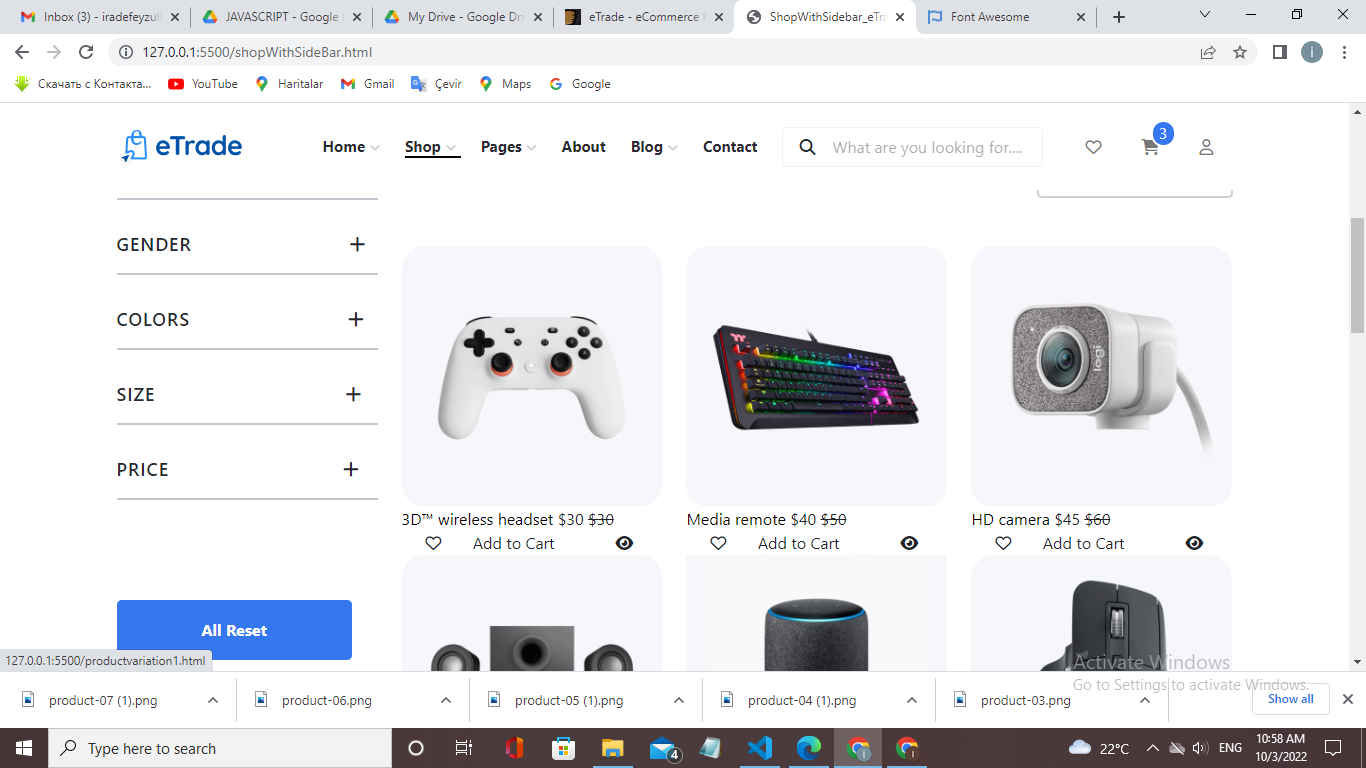 Inbox (3) - iradefeyzull
JAVASCRIPT - Google
My Drive - Google Dri
eTrade - eCommerce
ShopWithSidebar_eTra
Font Awesome
127.0.0.1:5500/shopWithSideBar.html
i
Скачать с Контакта...
YouTube
Haritalar
Gmail
Çevir
Maps
Google
eTrade
Home
Shop
Pages
About
Blog
Contact
What are you looking for....
3
GENDER
COLORS
SIZE
PRICE
logi
3D™ wireless headset $30 $30
Media remote $40 $50
HD camera $45 $60
Add to Cart
Add to Cart
Add to Cart
All Reset
127.0.0.1:5500/productvariation1.html
Activate Windows
Go to Settings to activate Windows.
product-07 (1).png
product-06.png
product-05 (1).png
product-04 (1).png
product-03.png
Show all
Type here to search
4
22°C
ENG
10:58 AM
10/3/2022